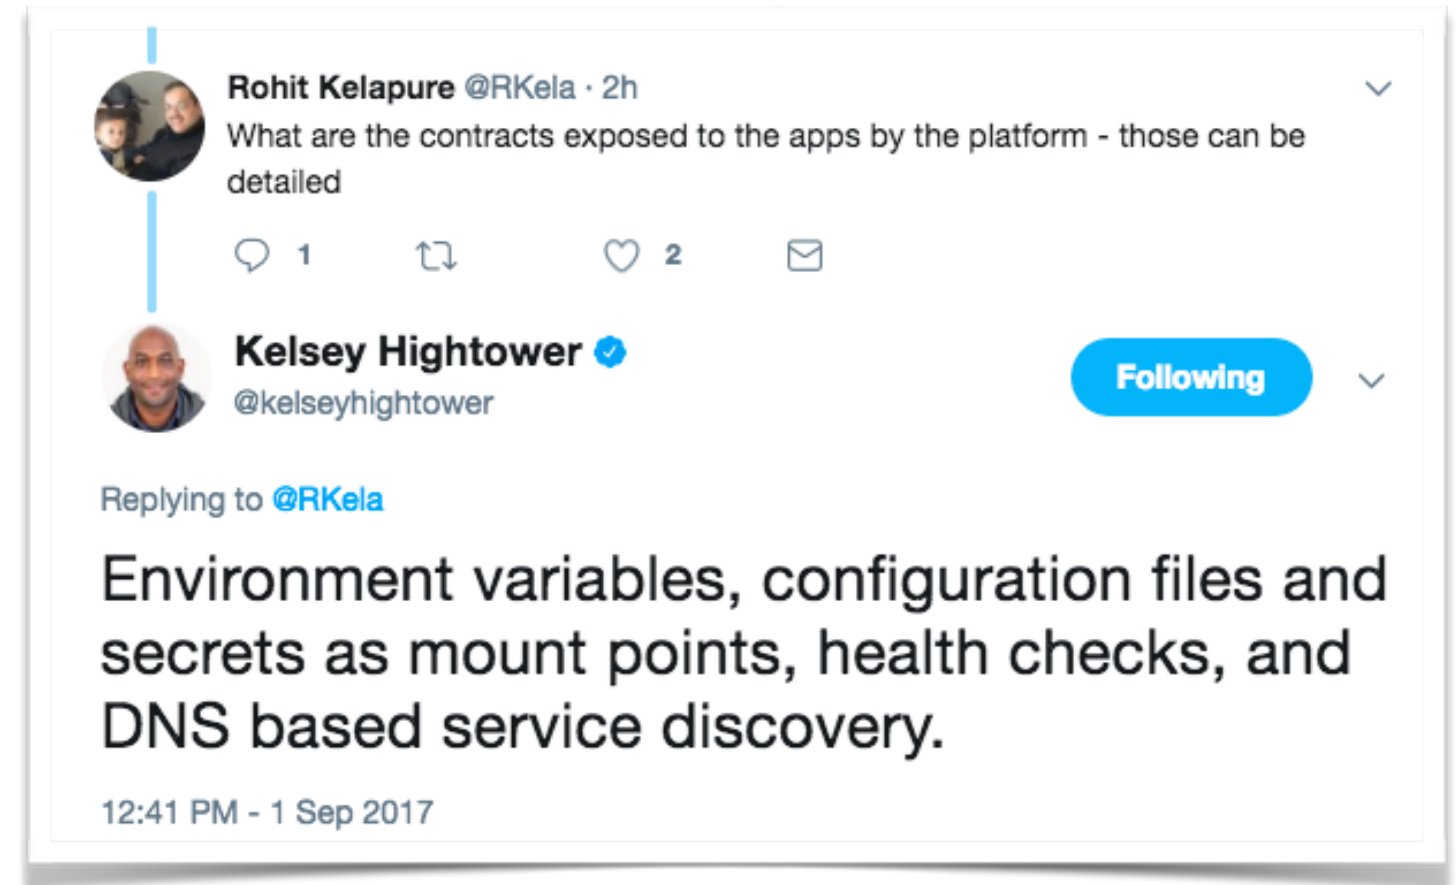 Rohit Kelapure @RKela · 2h
What are the contracts exposed to the apps by the platform - those can be
detailed
1 2
Kelsey Hightower
@kelseyhightower
Following
Replying to @RKela
Environment variables, configuration files and
secrets as mount points, health checks, and
DNS based service discovery.
12:41 PM - 1 Sep 2017